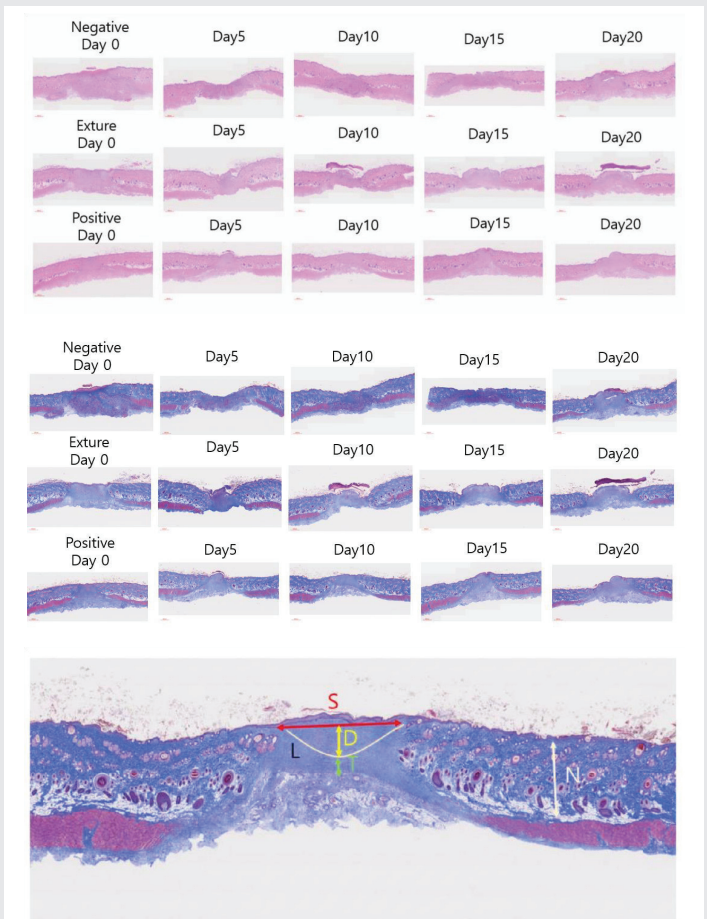 Negative
Day 0
Day5
Day10
Day15
Day20
Exture
Day 0
Day5
Day10
Day15
Day20
Positive
Day 0
Day5
Day10
Day15
Day20
Negative
Day 0
Day5
Day10
Day15
Day20
Exture
Day 0
Day5
Day10
Day15
Day20
Positive
Day 0
Day5
Day10
Day15
Day20
S
D
L
T
N